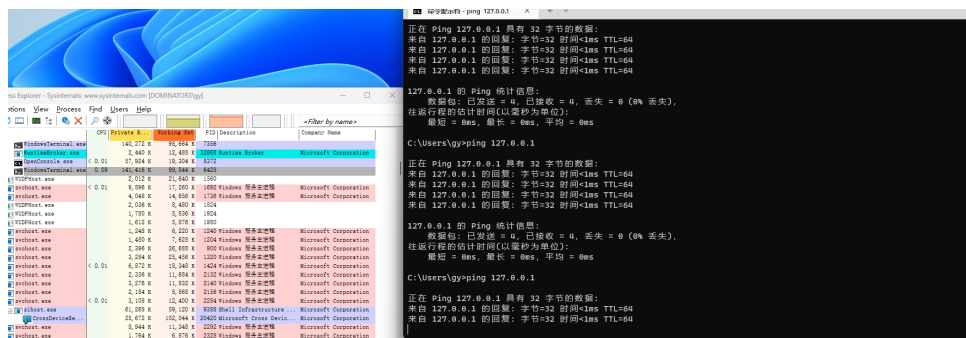 命令提示符 - ping 127.0.0.1
正在 Ping 127.0.0.1 具有 32 字节的数据:
来自 127.0.0.1 的回复: 字节=32 时间<1ms TTL=64
来自 127.0.0.1 的回复: 字节=32 时间<1ms TTL=64
来自 127.0.0.1 的回复: 字节=32 时间<1ms TTL=64
来自 127.0.0.1 的回复: 字节=32 时间<1ms TTL=64
127.0.0.1 的 Ping 统计信息:
数据包: 已发送 = 4, 已接收 = 4, 丢失 = 0 (0% 丢失),
往返行程的估计时间(以毫秒为单位):
最短 = 0ms, 最长 = 0ms, 平均 = 0ms
C:\Users\gy>ping 127.0.0.1
正在 Ping 127.0.0.1 具有 32 字节的数据:
来自 127.0.0.1 的回复: 字节=32 时间<1ms TTL=64
来自 127.0.0.1 的回复: 字节=32 时间<1ms TTL=64
来自 127.0.0.1 的回复: 字节=32 时间<1ms TTL=64
来自 127.0.0.1 的回复: 字节=32 时间<1ms TTL=64
127.0.0.1 的 Ping 统计信息:
数据包: 已发送 = 4, 已接收 = 4, 丢失 = 0 (0% 丢失),
往返行程的估计时间(以毫秒为单位):
最短 = 0ms, 最长 = 0ms, 平均 = 0ms
C:\Users\gy>ping 127.0.0.1
正在 Ping 127.0.0.1 具有 32 字节的数据:
来自 127.0.0.1 的回复: 字节=32 时间<1ms TTL=64
来自 127.0.0.1 的回复: 字节=32 时间<1ms TTL=64
ess Explorer - Sysinternals: www.sysinternals.com [DOMINATORS\gy]
ptions View Process Find Users Help
<Filter by name>
CPU Private B... Working Set PID Description Company Name
WindowsTerminal.exe 140,272 K 98,664 K 7356
RuntimeBroker.exe 2,440 K 12,488 K 32668 Runtime Broker
OpenConsole.exe < 0.01 57,924 K 19,204 K 5372
WindowsTerminal.exe 0.09 141,416 K 99,844 K 6428
WUDFHost.exe 2,012 K 21,640 K 1560
svchost.exe < 0.01 9,896 K 17,260 K 1692 Windows 服务主进程 Microsoft Corporation
svchost.exe 4,048 K 14,656 K 1736 Windows 服务主进程 Microsoft Corporation
WUDFHost.exe 2,036 K 8,480 K 1824
WUDFHost.exe 1,780 K 5,836 K 1924
WUDFHost.exe 1,612 K 5,876 K 1980
svchost.exe 1,248 K 6,220 K 1240 Windows 服务主进程 Microsoft Corporation
svchost.exe 1,480 K 7,628 K 1204 Windows 服务主进程 Microsoft Corporation
svchost.exe 2,396 K 26,688 K 900 Windows 服务主进程 Microsoft Corporation
svchost.exe 3,284 K 25,456 K 1320 Windows 服务主进程 Microsoft Corporation
svchost.exe < 0.01 6,872 K 18,348 K 1424 Windows 服务主进程 Microsoft Corporation
svchost.exe 2,336 K 11,684 K 2132 Windows 服务主进程 Microsoft Corporation
svchost.exe 3,276 K 11,532 K 2140 Windows 服务主进程 Microsoft Corporation
svchost.exe 2,184 K 8,868 K 2156 Windows 服务主进程 Microsoft Corporation
svchost.exe < 0.01 3,108 K 12,400 K 2284 Windows 服务主进程 Microsoft Corporation
sihost.exe 61,268 K 59,120 K 9388 Shell Infrastructure ... Microsoft Corporation
CrossDeviceSe... 25,672 K 102,044 K 20420 Microsoft Cross Devic... Microsoft Corporation
svchost.exe 8,944 K 11,348 K 2292 Windows 服务主进程 Microsoft Corporation
svchost.exe 1,764 K 6,876 K 2328 Windows 服务主进程 Microsoft Corporation